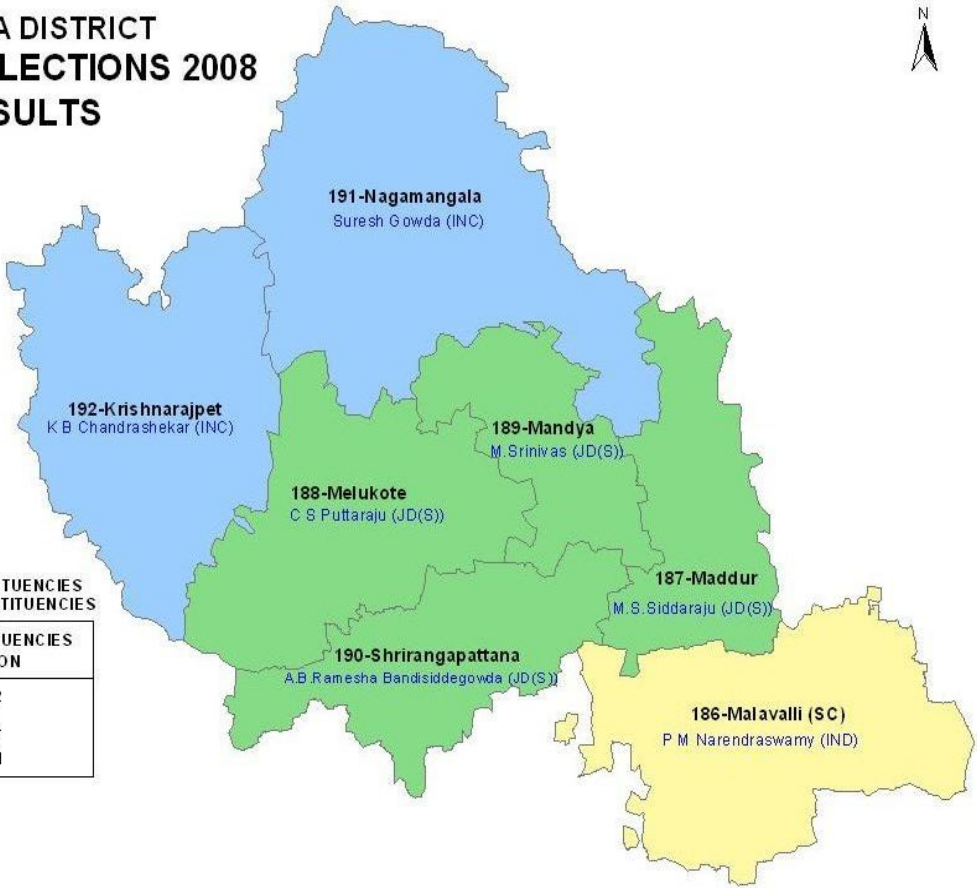 A DISTRICT
LECTIONS 2008
SULTS
N
191-Nagamangala
Suresh Gowda (INC)
192-Krishnarajpet
K B Chandrashekar (INC)
189-Mandya
M.Srinivas (JD(S))
188-Melukote
C S Puttaraju (JD(S))
187-Maddur
M.S.Siddaraju (JD(S))
TUENCIES
TITUENCIES
UENCIES
ON
190-Shrirangapattana
A.B.Ramesha Bandisiddegowda (JD(S))
186-Malavalli (SC)
P M Narendraswamy (IND)